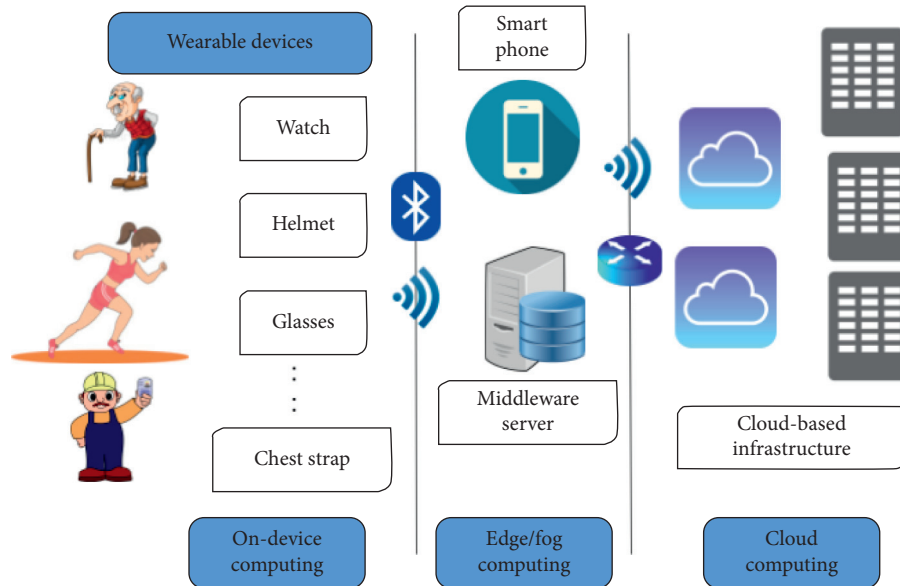 Wearable devices
Watch
Helmet
Glasses
Chest strap
On-device
computing
Smart
phone
Middleware
server
Edge/fog
computing
Cloud-based
infrastructure
Cloud
computing